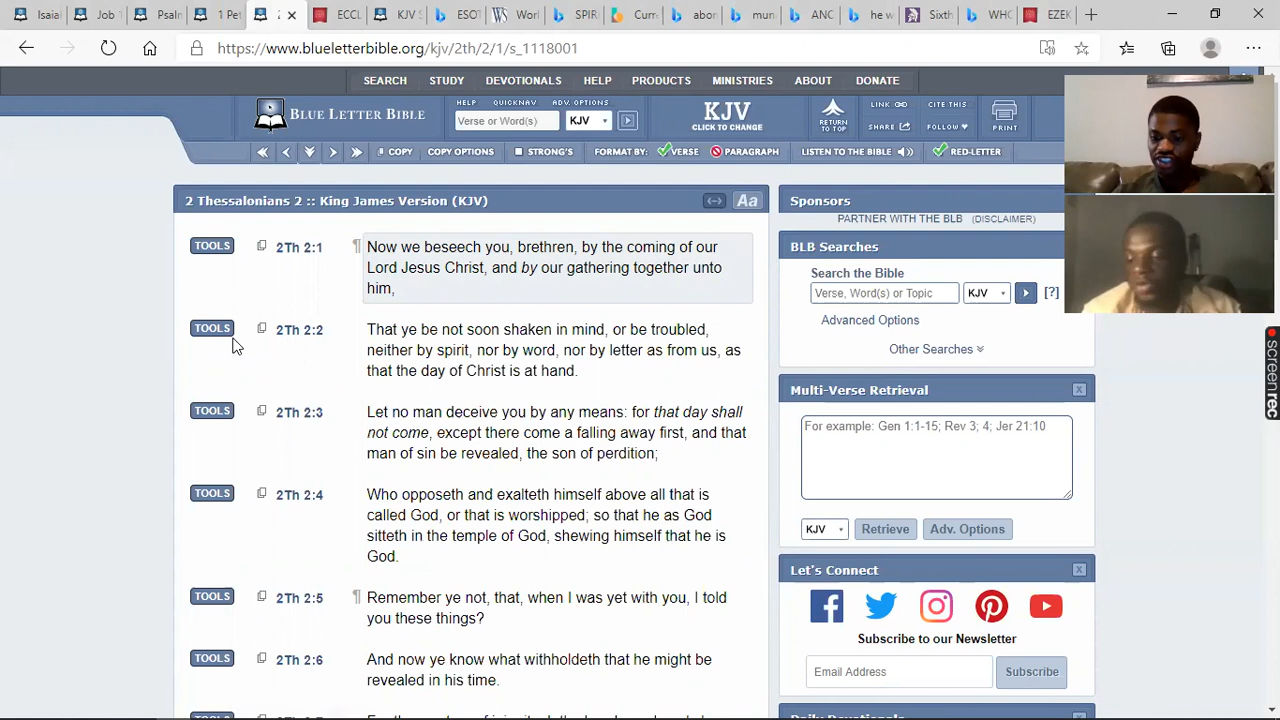 Isaia
Job 1
Psaln
1 Pet
2
ECCL
KJV S
ESOT
Worl
SPIR
Curre
abor
mun
ANC
he w
Sixth
WHC
EZEK
https://www.blueletterbible.org/kjv/2th/2/1/s_1118001
SEARCH STUDY DEVOTIONALS HELP PRODUCTS MINISTRIES ABOUT DONATE
BLUE LETTER BIBLE
HELP QUICKNAV ADV. OPTIONS
Verse or Word(s) KJV
KJV
CLICK TO CHANGE
RETURN
TO TOP
LINK CITE THIS
SHARE FOLLOW
PRINT
COPY COPY OPTIONS STRONG'S FORMAT BY: VERSE PARAGRAPH LISTEN TO THE BIBLE RED-LETTER
2 Thessalonians 2 :: King James Version (KJV) Aa
TOOLS 2Th 2:1 ¶ Now we beseech you, brethren, by the coming of our
Lord Jesus Christ, and by our gathering together unto
him,
TOOLS 2Th 2:2 That ye be not soon shaken in mind, or be troubled,
neither by spirit, nor by word, nor by letter as from us, as
that the day of Christ is at hand.
TOOLS 2Th 2:3 Let no man deceive you by any means: for that day shall
not come, except there come a falling away first, and that
man of sin be revealed, the son of perdition;
TOOLS 2Th 2:4 Who opposeth and exalteth himself above all that is
called God, or that is worshipped; so that he as God
sitteth in the temple of God, shewing himself that he is
God.
TOOLS 2Th 2:5 ¶ Remember ye not, that, when I was yet with you, I told
you these things?
TOOLS 2Th 2:6 And now ye know what withholdeth that he might be
revealed in his time.
Sponsors
PARTNER WITH THE BLB (DISCLAIMER)
BLB Searches
Search the Bible
Verse, Word(s) or Topic KJV [?]
Advanced Options
Other Searches
Multi-Verse Retrieval X
For example: Gen 1:1-15; Rev 3; 4; Jer 21:10
KJV Retrieve Adv. Options
Let's Connect X
Subscribe to our Newsletter
Email Address Subscribe
Daily Devotionals
screenrec